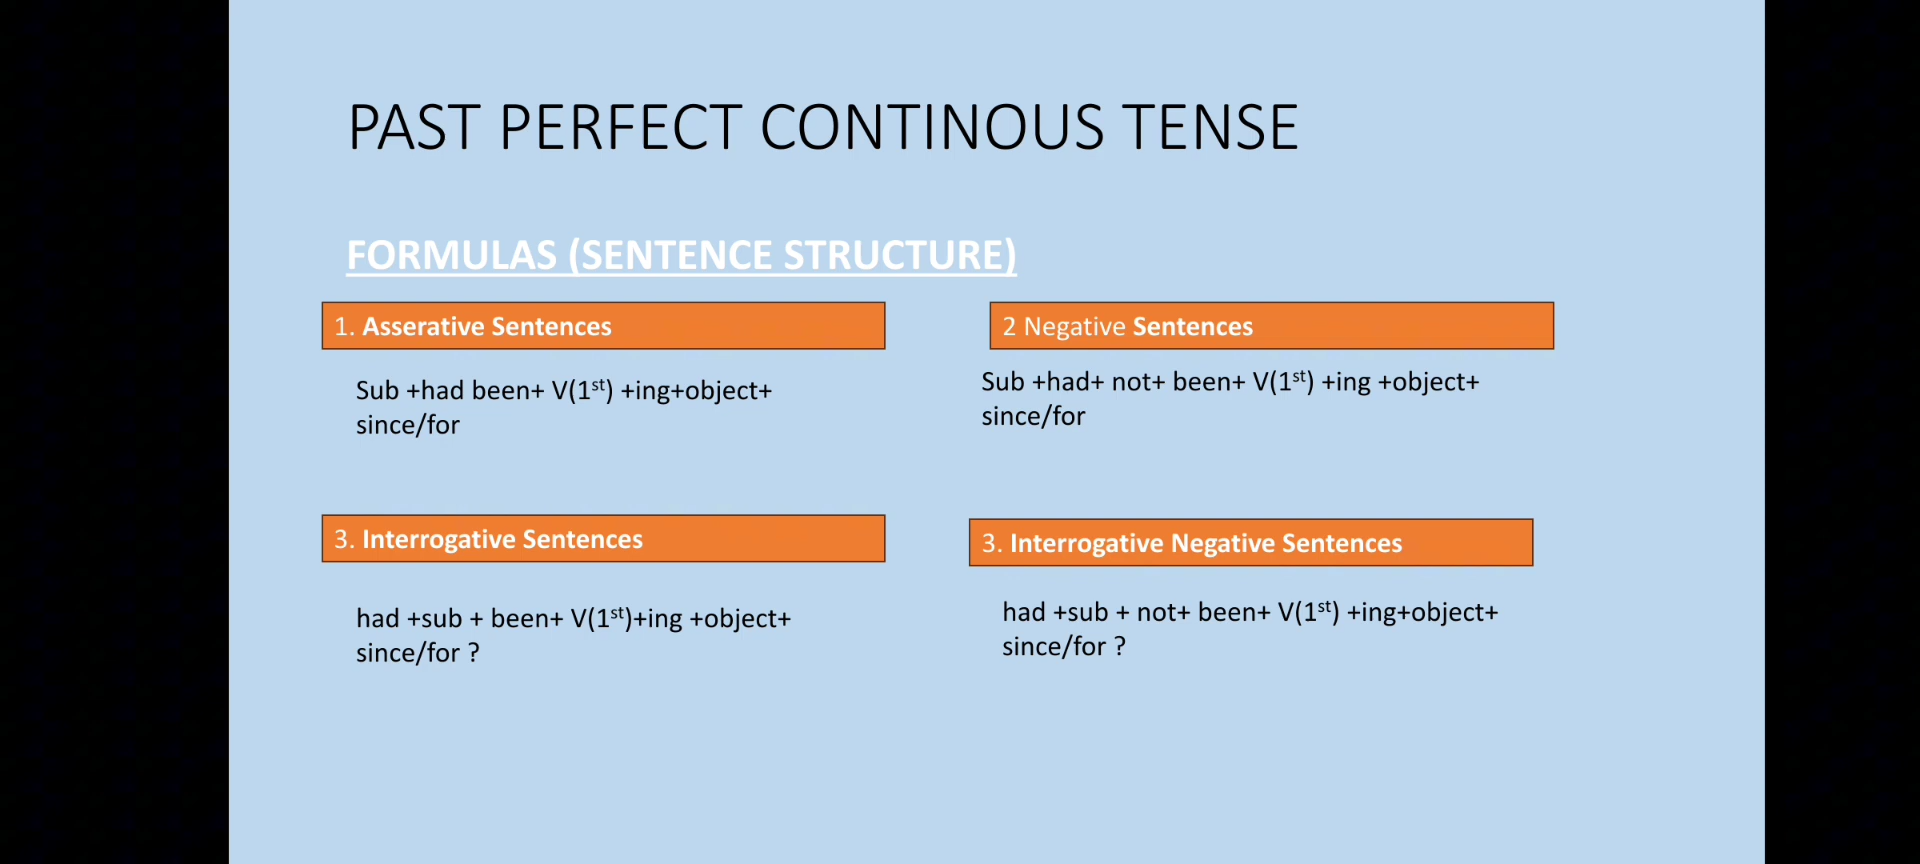 PAST PERFECT CONTINOUS TENSE
FORMULAS (SENTENCE STRUCTURE)
1. Asserative Sentences
Sub +had been+ V(1st) +ing+object+
since/for
2 Negative Sentences
Sub +had+ not+ been+ V(1st) +ing +object+
since/for
3. Interrogative Sentences
had +sub + been+ V(1st)+ing +object+
since/for ?
3. Interrogative Negative Sentences
had +sub + not+ been+ V(1st) +ing+object+
since/for ?